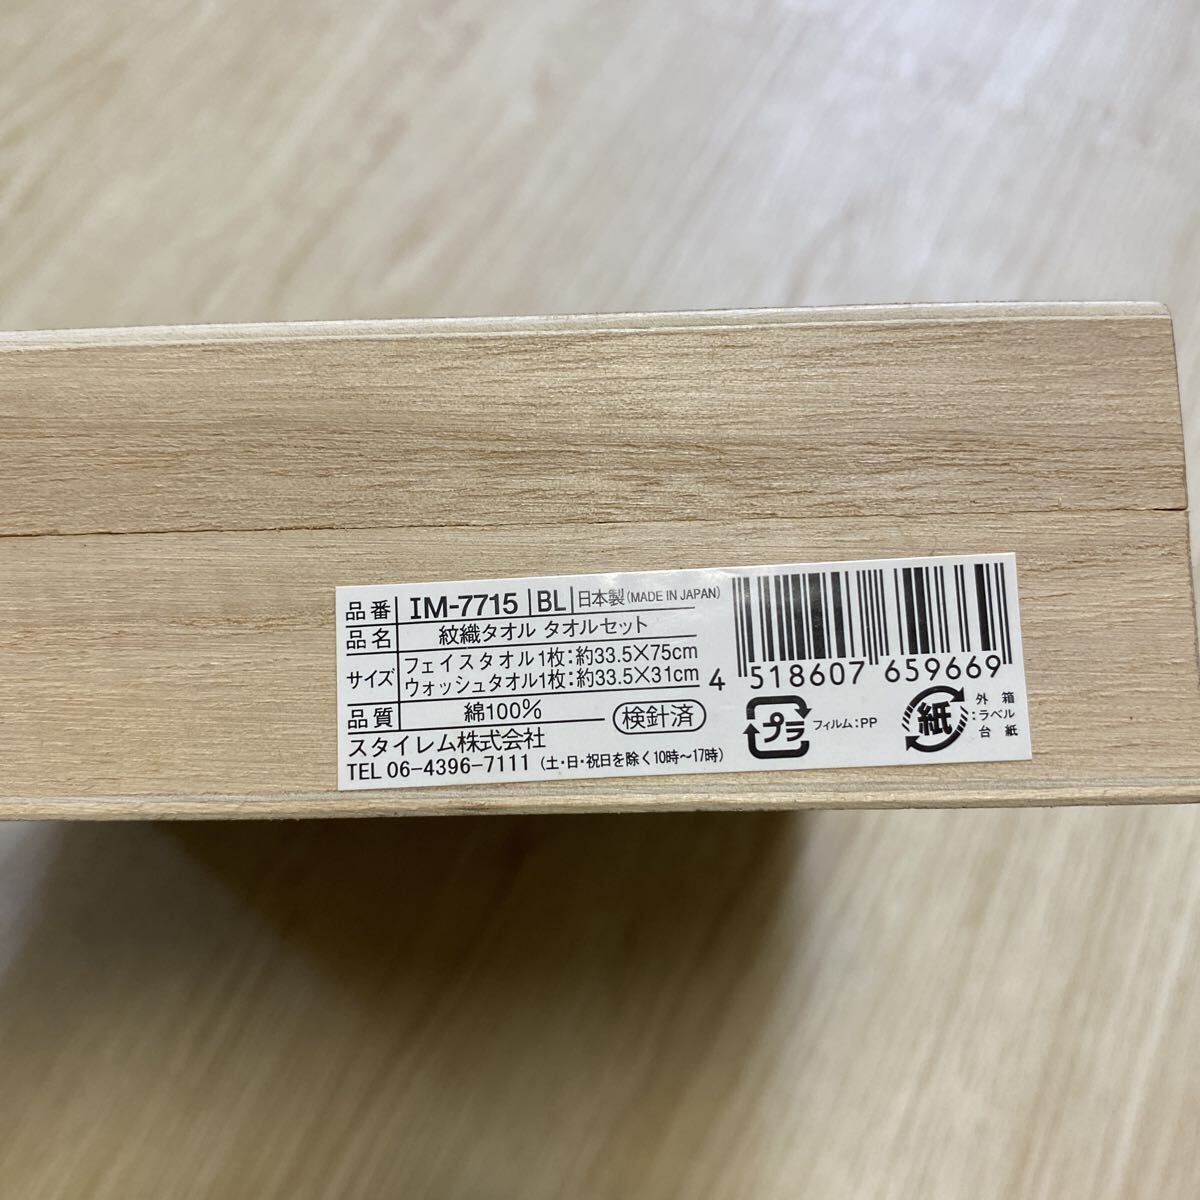 品番 IM-7715 BL 日本製(MADE IN JAPAN)
品名 紋織タオル タオルセット
サイズ フェイスタオル1枚:約33.5×75cm
ウォッシュタオル1枚:約33.5×31cm
品質 綿100% 検針済
スタイレム株式会社
TEL 06-4396-7111 (土・日・祝日を除く10時～17時)
4 518607 659669
プラ フィルム:PP
紙 外箱
:ラベル
台紙